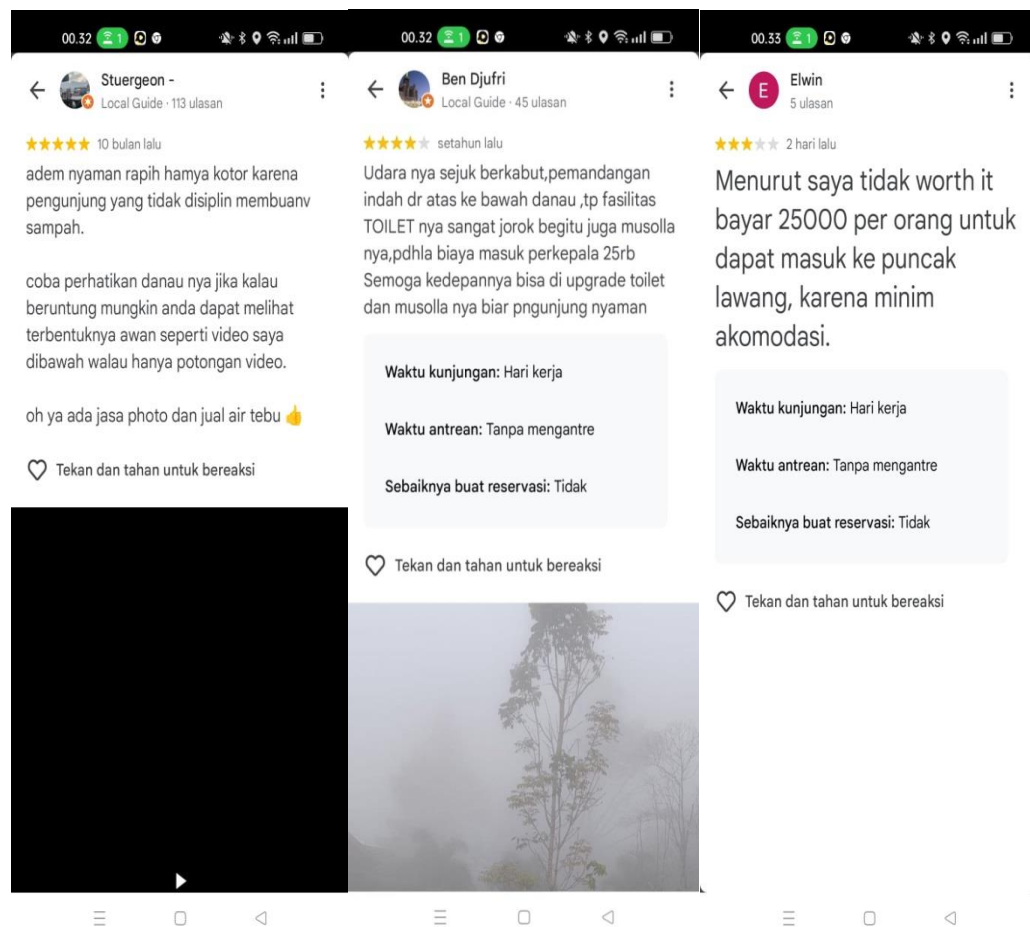 00.32 1
Stuergeon -
Local Guide · 113 ulasan
10 bulan lalu
adem nyaman rapih hamya kotor karena
pengunjung yang tidak disiplin membuanv
sampah.
coba perhatikan danau nya jika kalau
beruntung mungkin anda dapat melihat
terbentuknya awan seperti video saya
dibawah walau hanya potongan video.
oh ya ada jasa photo dan jual air tebu 👍
Tekan dan tahan untuk bereaksi
00.32 1
Ben Djufri
Local Guide · 45 ulasan
setahun lalu
Udara nya sejuk berkabut,pemandangan
indah dr atas ke bawah danau ,tp fasilitas
TOILET nya sangat jorok begitu juga musolla
nya,pdhla biaya masuk perkepala 25rb
Semoga kedepannya bisa di upgrade toilet
dan musolla nya biar pngunjung nyaman
Waktu kunjungan: Hari kerja
Waktu antrean: Tanpa mengantre
Sebaiknya buat reservasi: Tidak
Tekan dan tahan untuk bereaksi
00.33 1
E
Elwin
5 ulasan
2 hari lalu
Menurut saya tidak worth it
bayar 25000 per orang untuk
dapat masuk ke puncak
lawang, karena minim
akomodasi.
Waktu kunjungan: Hari kerja
Waktu antrean: Tanpa mengantre
Sebaiknya buat reservasi: Tidak
Tekan dan tahan untuk bereaksi